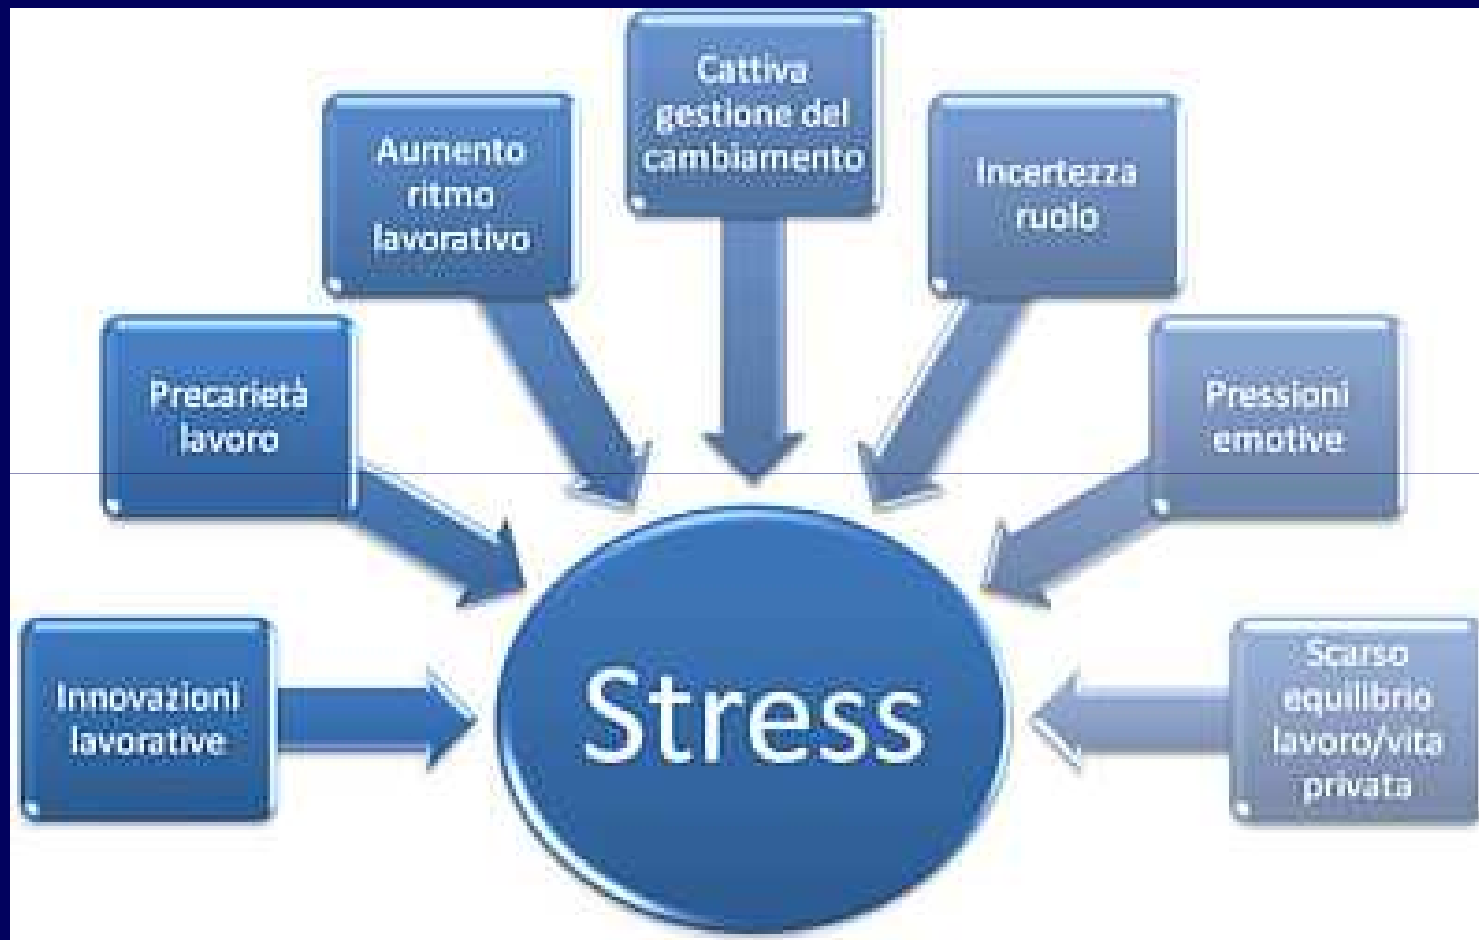 Cattiva
gestione del
cambiamento
Aumento
ritmo
lavorativo
Incertezza
ruolo
Precarietà
lavoro
Pressioni
emotive
Innovazioni
lavorative
Stress
Scarso
equilibrio
lavoro/vita
privata